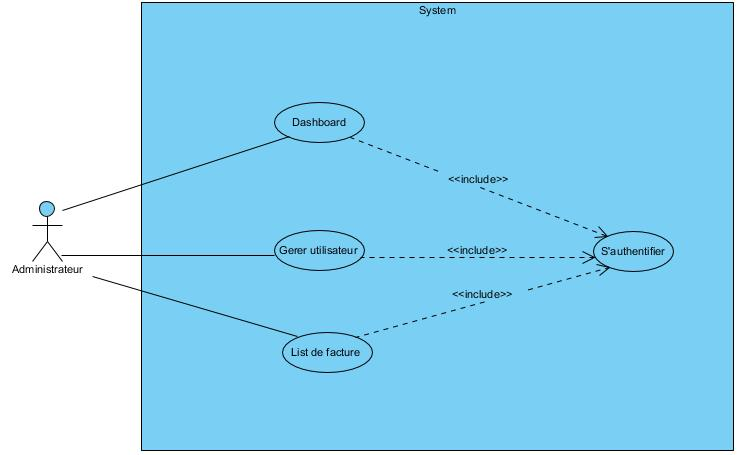 System
Dashboard
<<include>>
Gerer utilisateur
<<include>>
S'authentifier
Administrateur
<<include>>
List de facture